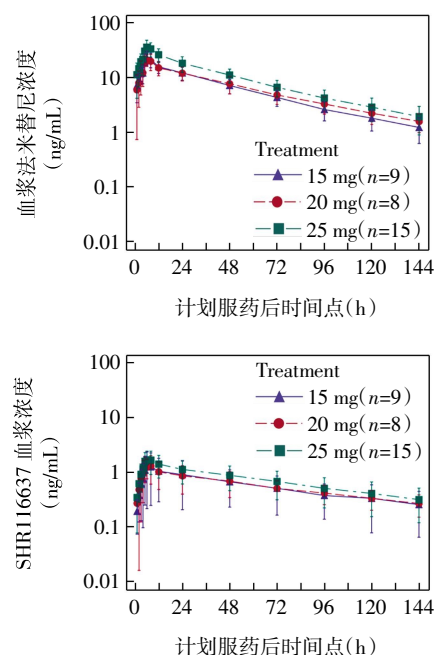 血浆法米替尼浓度
(ng/mL)
100
10
1
0.1
0.01
Treatment
15 mg(n=9)
20 mg(n=8)
25 mg(n=15)
0 24 48 72 96 120 144
计划服药后时间点(h)
SHR116637 血浆浓度
(ng/mL)
100
10
1
0.1
0.01
Treatment
15 mg(n=9)
20 mg(n=8)
25 mg(n=15)
0 24 48 72 96 120 144
计划服药后时间点(h)